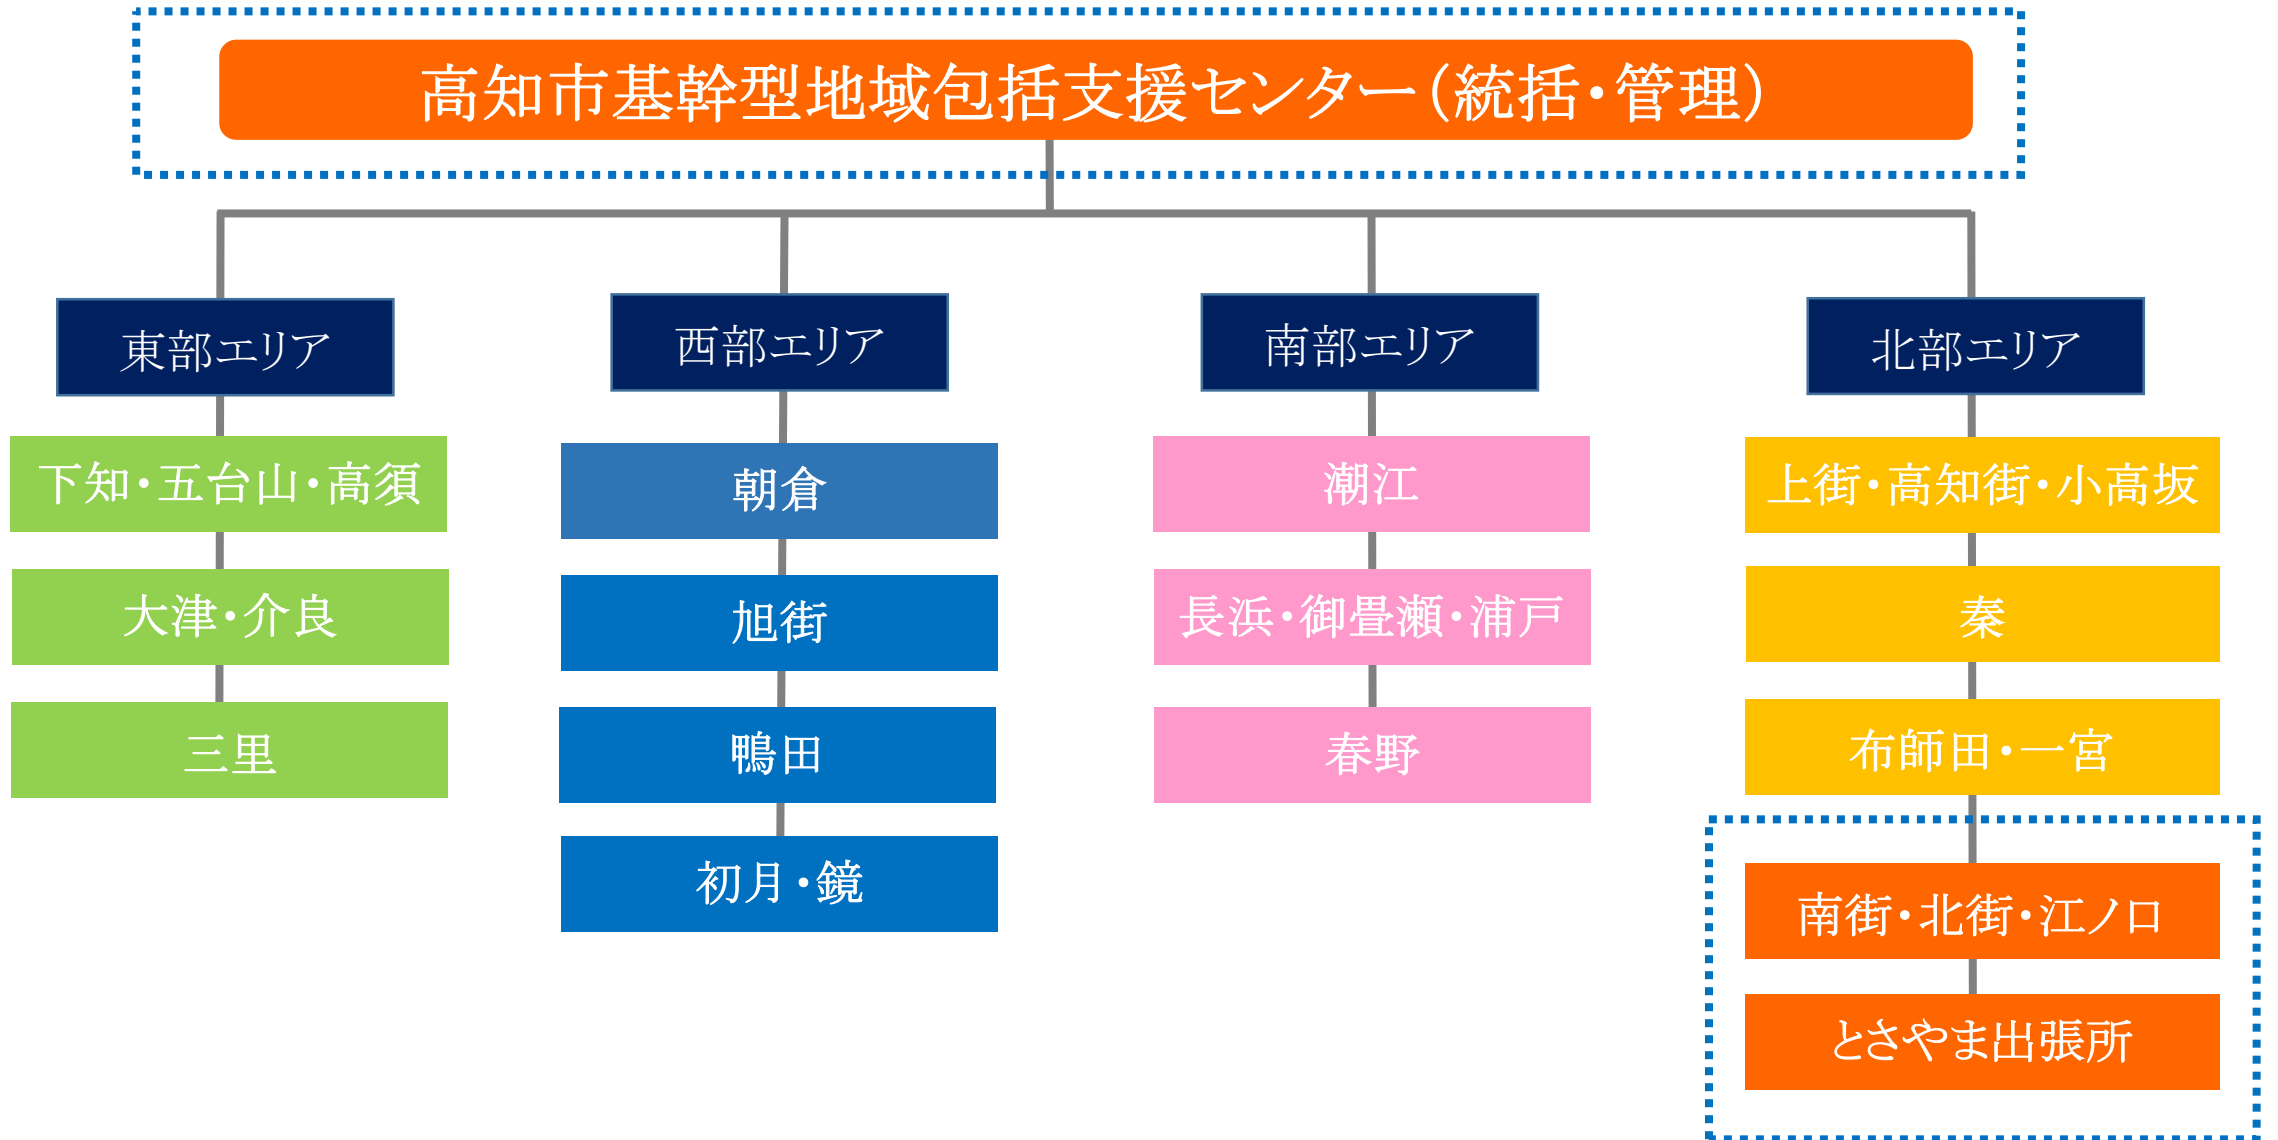 高知市基幹型地域包括支援センター（統括・管理）
東部エリア
下知・五台山・高須
大津・介良
三里
西部エリア
朝倉
旭街
鴨田
初月・鏡
南部エリア
潮江
長浜・御畳瀬・浦戸
春野
北部エリア
上街・高知街・小高坂
秦
布師田・一宮
南街・北街・江ノ口
とさやま出張所